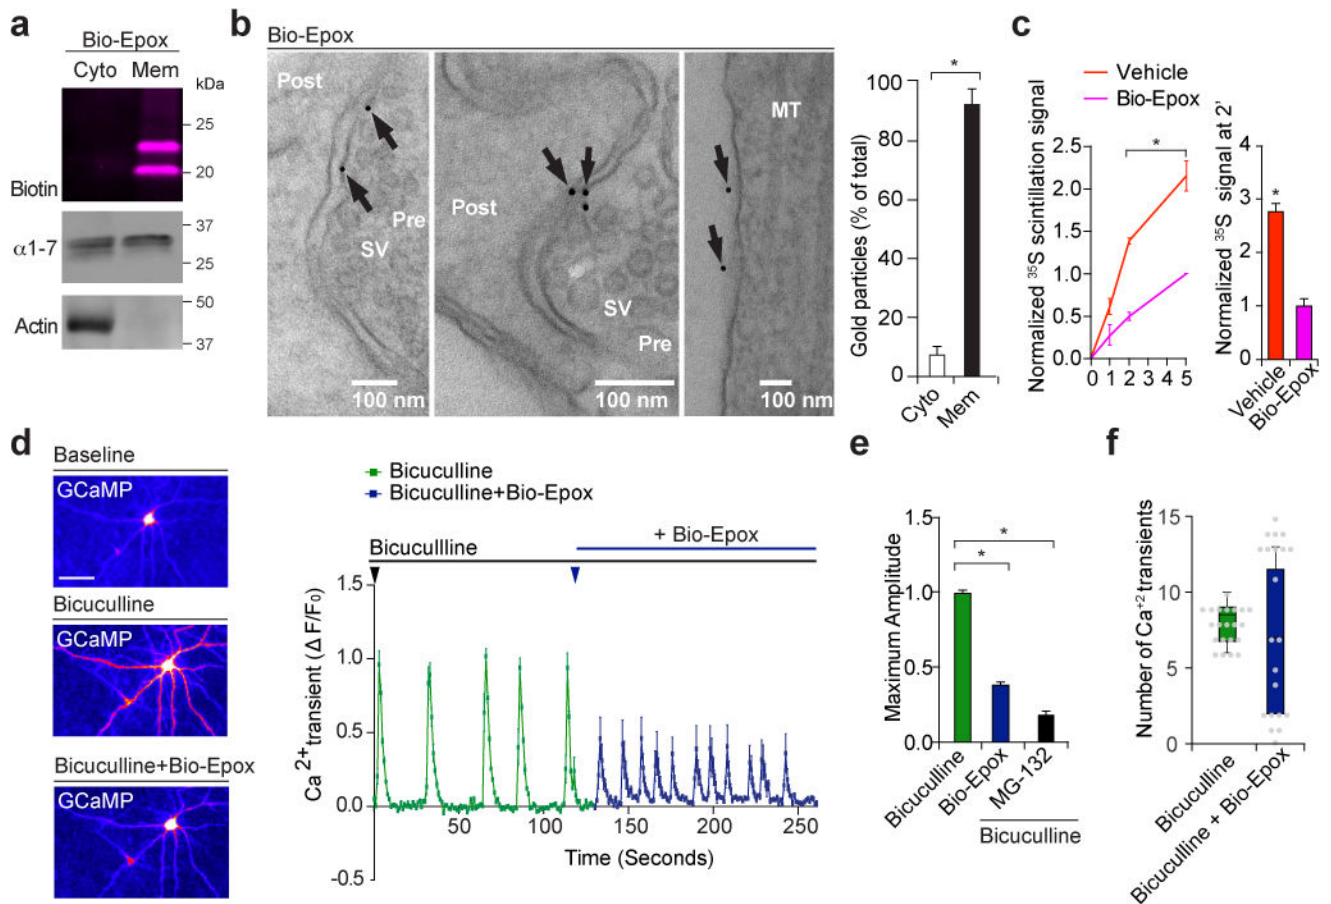 a
Bio-Epox
Cyto Mem
kDa
25
20
Biotin
37
α1-7
25
50
Actin
37
b
Bio-Epox
Post
Pre
SV
100 nm
Post
SV
Pre
100 nm
MT
100 nm
Gold particles (% of total)
100
80
60
40
20
0
*
Cyto
Mem
c
Vehicle
Bio-Epox
Normalized ³⁵S scintillation signal
2.5
2.0
1.5
1.0
0.5
0.0
*
0 1 2 3 4 5
Normalized ³⁵S signal at 2'
4
3
2
1
0
*
Vehicle
Bio-Epox
d
Baseline
GCaMP
Bicuculline
GCaMP
Bicuculline+Bio-Epox
GCaMP
Bicuculline
Bicuculline+Bio-Epox
Bicucullline
+ Bio-Epox
Ca²⁺transient (Δ F/F₀)
1.5
1.0
0.5
0.0
-0.5
50 100 150 200 250
Time (Seconds)
e
Maximum Amplitude
1.5
1.0
0.5
0.0
*
*
Bicuculline
Bio-Epox
MG-132
Bicuculline
f
Number of Ca⁺² transients
15
10
5
0
Bicuculline
Bicuculline + Bio-Epox